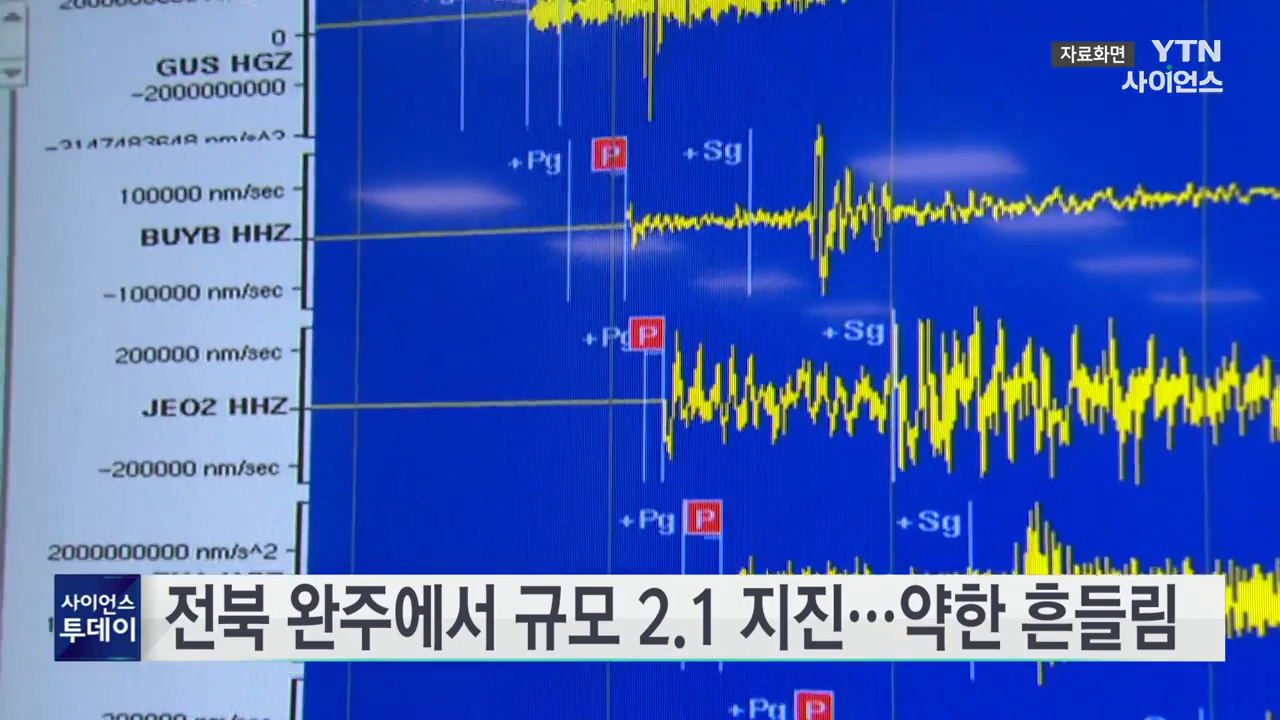 자료화면
YTN
사이언스
0
GUS HGZ
-2000000000
-2147483648 nm/s^2
+Pg P +Sg
100000 nm/sec
BUYB HHZ
-100000 nm/sec
+Pg P +Sg
200000 nm/sec
JEO2 HHZ
-200000 nm/sec
+Pg P +Sg
2000000000 nm/s^2
사이언스
투데이
전북 완주에서 규모 2.1 지진…약한 흔들림
+Pg P